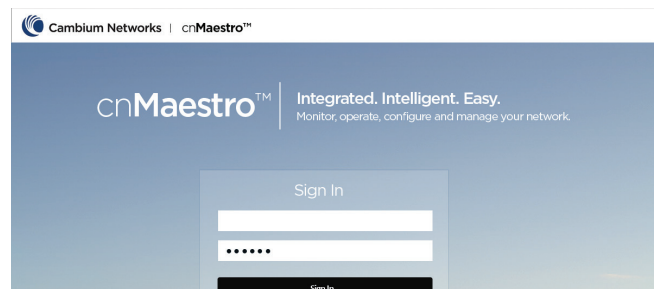 Cambium Networks | cnMaestro™
cnMaestro™
Integrated. Intelligent. Easy.
Monitor, operate, configure and manage your network.
Sign In
••••••
Sign In